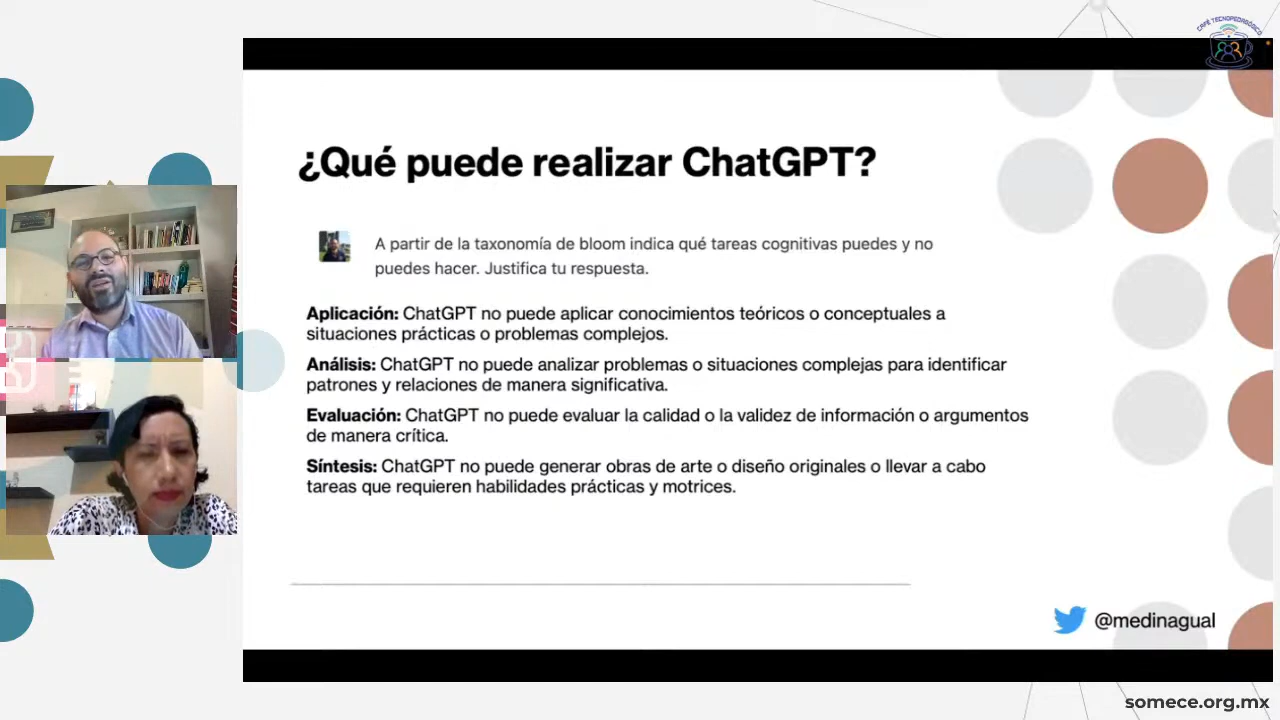 CAFÉ TECNOPEDAGÓGICO
¿Qué puede realizar ChatGPT?
A partir de la taxonomía de bloom indica qué tareas cognitivas puedes y no
puedes hacer. Justifica tu respuesta.
Aplicación: ChatGPT no puede aplicar conocimientos teóricos o conceptuales a
situaciones prácticas o problemas complejos.
Análisis: ChatGPT no puede analizar problemas o situaciones complejas para identificar
patrones y relaciones de manera significativa.
Evaluación: ChatGPT no puede evaluar la calidad o la validez de información o argumentos
de manera crítica.
Síntesis: ChatGPT no puede generar obras de arte o diseño originales o llevar a cabo
tareas que requieren habilidades prácticas y motrices.
@medinagual
somece.org.mx